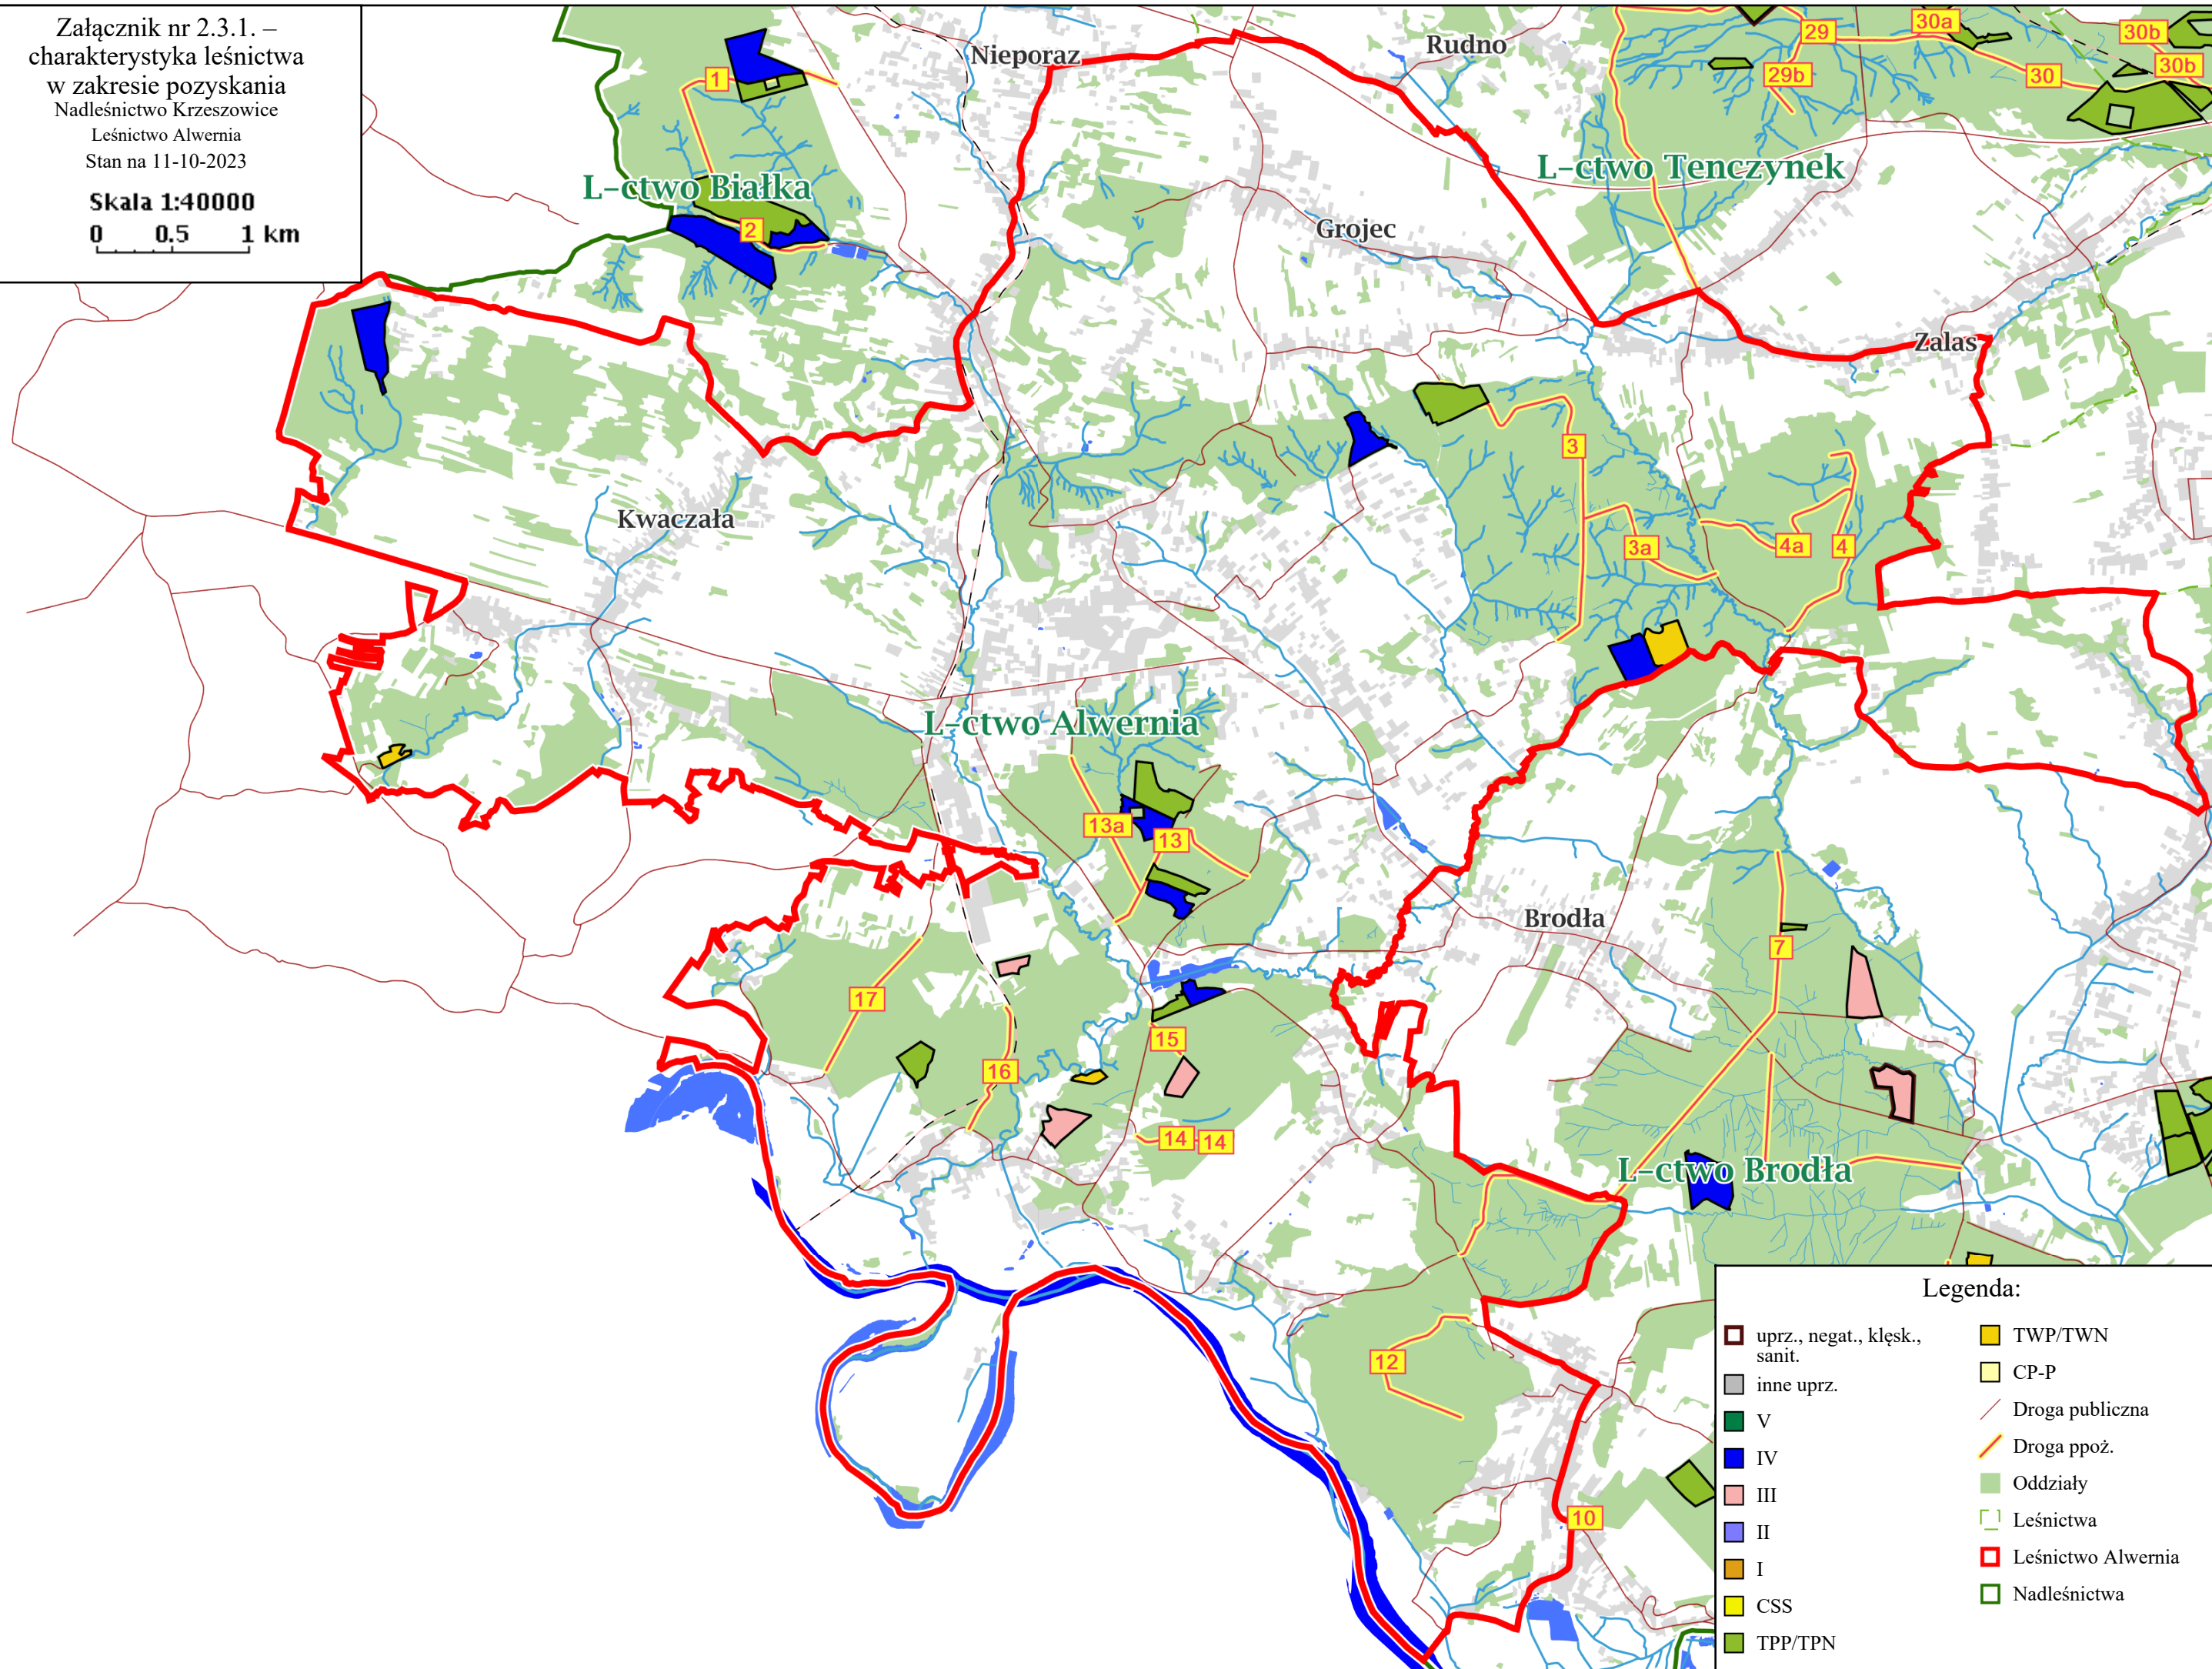 Załącznik nr 2.3.1. –
charakterystyka leśnictwa
w zakresie pozyskania
Nadleśnictwo Krzeszowice
Leśnictwo Alwernia
Stan na 11-10-2023
Skala 1:40000
0 0,5 1 km
Nieporaz
Rudno
29
30a
30b
1
29b
30
30b
L-ctwo Białka
L-ctwo Tenczynek
2
Grojec
Zalas
3
Kwaczała
3a
4a
4
L-ctwo Alwernia
13a
13
Brodła
7
17
15
16
14
14
L-ctwo Brodła
12
10
Legenda:
uprz., negat., klęsk.,
sanit.
inne uprz.
V
IV
III
II
I
CSS
TPP/TPN
TWP/TWN
CP-P
Droga publiczna
Droga ppoż.
Oddziały
Leśnictwa
Leśnictwo Alwernia
Nadleśnictwa